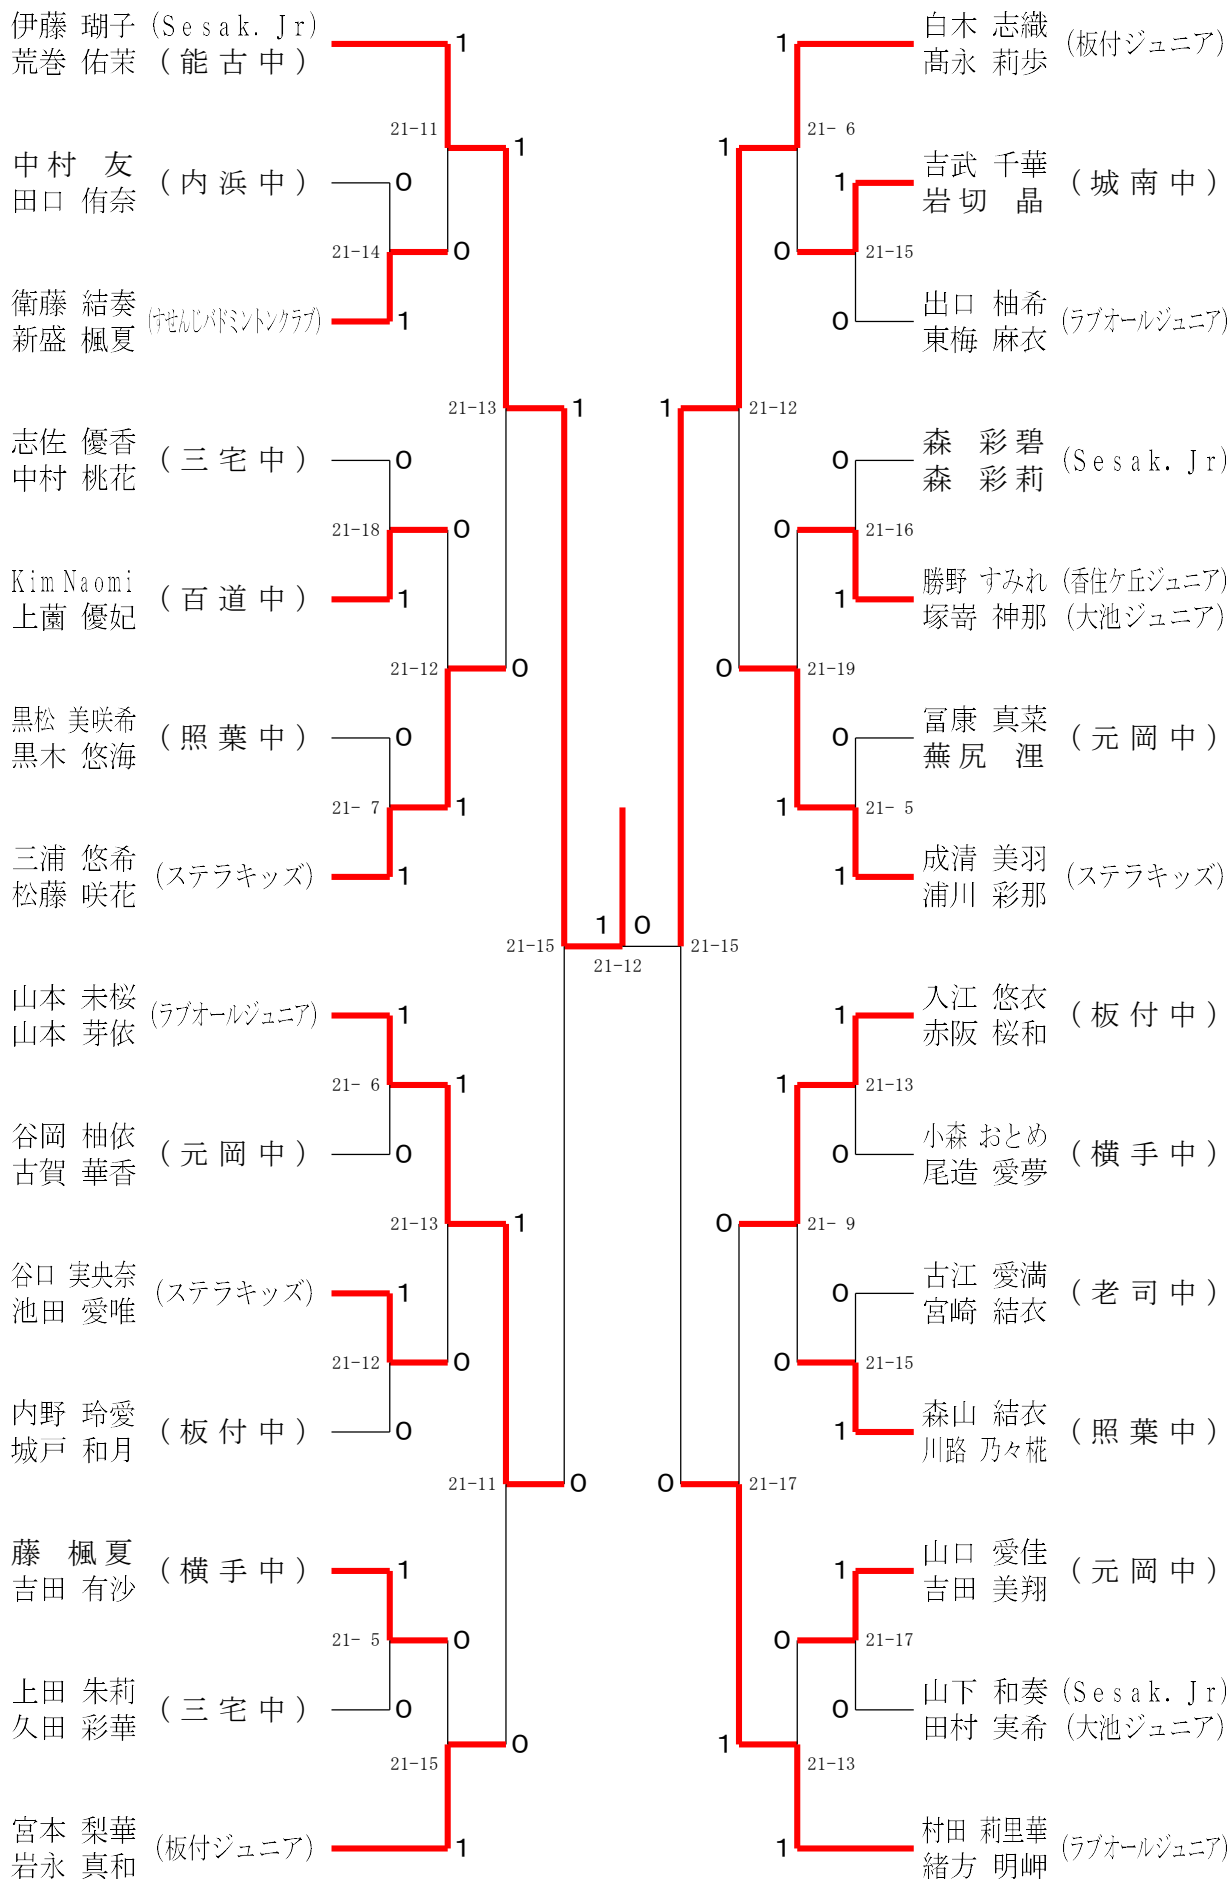 伊藤 瑚子 (Sesak. Jr)
荒巻 佑茉 (能古中)
1
21-11
1
中村 友
田口 侑奈
(内浜中)
0
21-14
0
衛藤 結奏
新盛 楓夏
(すせんじバドミントンクラブ)
1
21-13
1
志佐 優香
中村 桃花
(三宅中)
0
21-18
0
Kim Naomi
上薗 優妃
(百道中)
1
21-12
0
黒松 美咲希
黒木 悠海
(照葉中)
0
21- 7
1
三浦 悠希
松藤 咲花
(ステラキッズ)
1
21-15
1 0
21-12
21-15
山本 未桜
山本 芽依
(ラブオールジュニア)
1
21- 6
1
谷岡 柚依
古賀 華香
(元岡中)
0
21-13
1
谷口 実央奈
池田 愛唯
(ステラキッズ)
1
21-12
0
内野 玲愛
城戸 和月
(板付中)
0
21-11
0
藤 楓夏
吉田 有沙
(横手中)
1
21- 5
0
上田 朱莉
久田 彩華
(三宅中)
0
21-15
0
宮本 梨華
岩永 真和
(板付ジュニア)
1
白木 志織
髙永 莉歩
(板付ジュニア)
1
21- 6
1
吉武 千華
岩切 晶
(城南中)
1
21-15
0
出口 柚希
東梅 麻衣
(ラブオールジュニア)
0
21-12
1
森 彩碧
森 彩莉
(Sesak. Jr)
0
21-16
0
勝野 すみれ (香住ケ丘ジュニア)
塚嵜 神那 (大池ジュニア)
1
21-19
0
冨康 真菜
蕪尻 浬
(元岡中)
0
21- 5
1
成清 美羽
浦川 彩那
(ステラキッズ)
1
入江 悠衣
赤阪 桜和
(板付中)
1
21-13
1
小森 おとめ
尾造 愛夢
(横手中)
0
21- 9
0
古江 愛満
宮崎 結衣
(老司中)
0
21-15
0
森山 結衣
川路 乃々椛
(照葉中)
1
21-17
0
山口 愛佳
吉田 美翔
(元岡中)
1
21-17
0
山下 和奏 (Sesak. Jr)
田村 実希 (大池ジュニア)
0
21-13
1
村田 莉里華
緒方 明岬
(ラブオールジュニア)
1